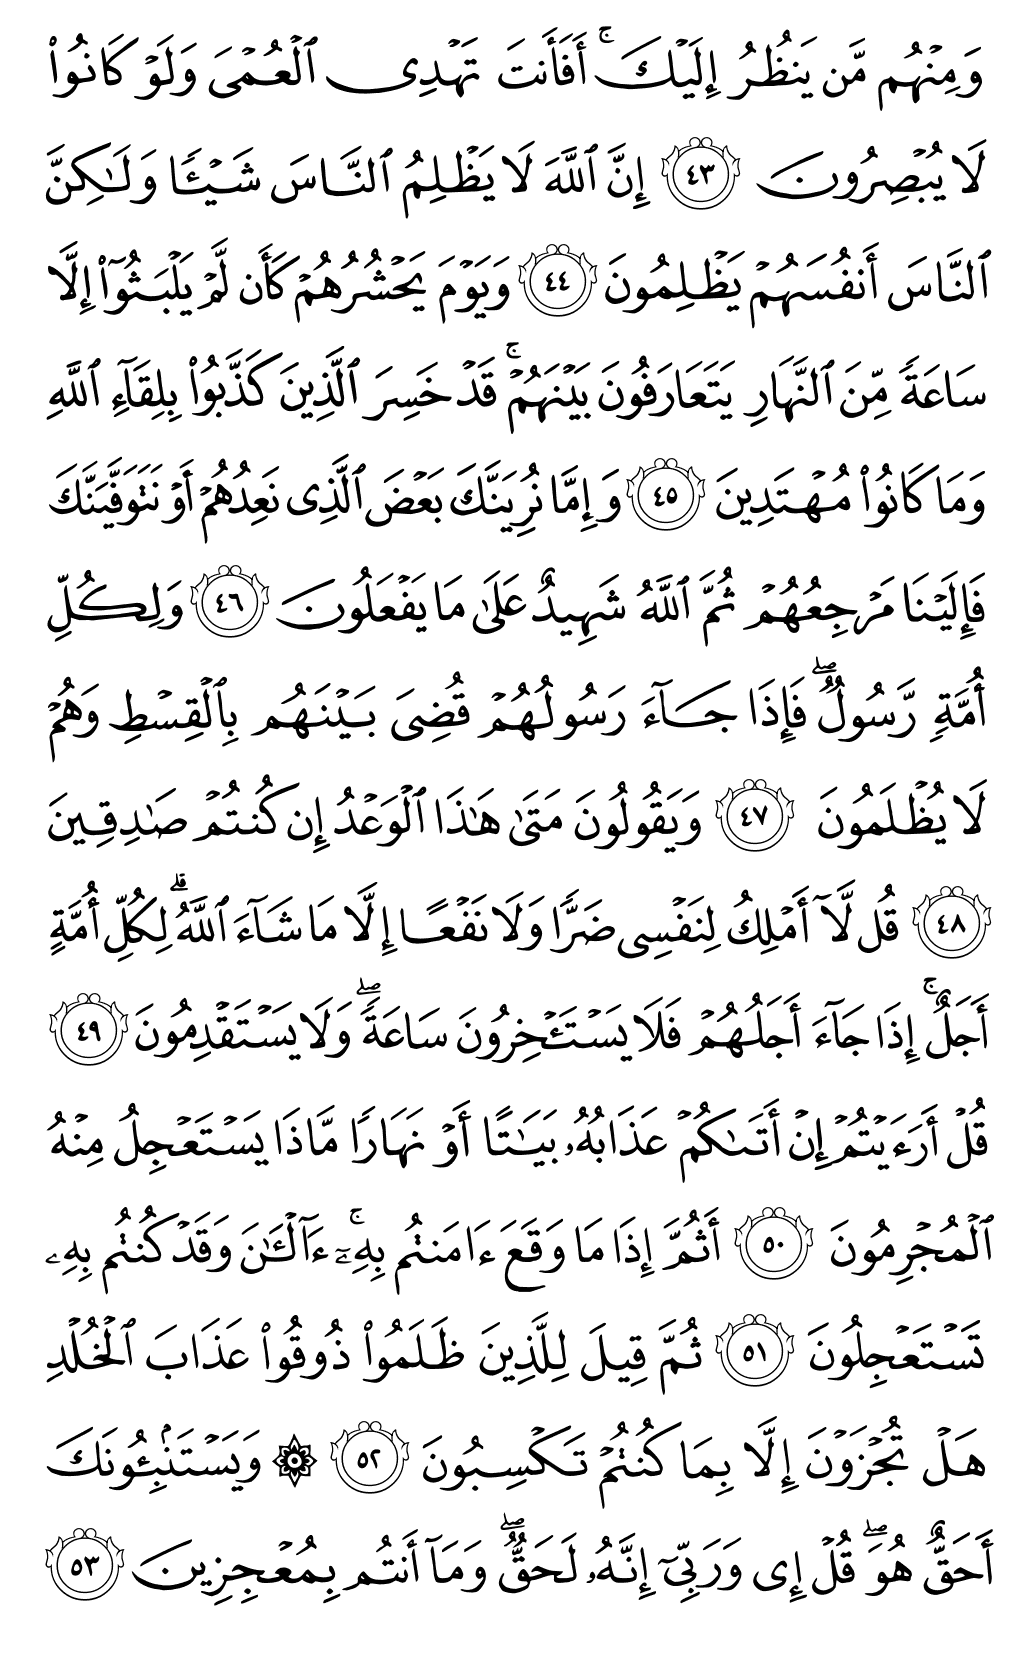 وَمِنْهُم مَّن يَنظُرُ إِلَيْكَ ۚ أَفَأَنتَ تَهْدِى ٱلْعُمْىَ وَلَوْ كَانُوا۟
لَا يُبْصِرُونَ ٤٣ إِنَّ ٱللَّهَ لَا يَظْلِمُ ٱلنَّاسَ شَيْـًٔا وَلَـٰكِنَّ
ٱلنَّاسَ أَنفُسَهُمْ يَظْلِمُونَ ٤٤ وَيَوْمَ يَحْشُرُهُمْ كَأَن لَّمْ يَلْبَثُوٓا۟ إِلَّا
سَاعَةً مِّنَ ٱلنَّهَارِ يَتَعَارَفُونَ بَيْنَهُمْ ۚ قَدْ خَسِرَ ٱلَّذِينَ كَذَّبُوا۟ بِلِقَآءِ ٱللَّهِ
وَمَا كَانُوا۟ مُهْتَدِينَ ٤٥ وَإِمَّا نُرِيَنَّكَ بَعْضَ ٱلَّذِى نَعِدُهُمْ أَوْ نَتَوَفَّيَنَّكَ
فَإِلَيْنَا مَرْجِعُهُمْ ثُمَّ ٱللَّهُ شَهِيدٌ عَلَىٰ مَا يَفْعَلُونَ ٤٦ وَلِكُلِّ
أُمَّةٍ رَّسُولٌ ۖ فَإِذَا جَآءَ رَسُولُهُمْ قُضِىَ بَيْنَهُم بِٱلْقِسْطِ وَهُمْ
لَا يُظْلَمُونَ ٤٧ وَيَقُولُونَ مَتَىٰ هَـٰذَا ٱلْوَعْدُ إِن كُنتُمْ صَـٰدِقِينَ
٤٨ قُل لَّآ أَمْلِكُ لِنَفْسِى ضَرًّا وَلَا نَفْعًا إِلَّا مَا شَآءَ ٱللَّهُ ۗ لِكُلِّ أُمَّةٍ
أَجَلٌ ۚ إِذَا جَآءَ أَجَلُهُمْ فَلَا يَسْتَـْٔخِرُونَ سَاعَةً ۖ وَلَا يَسْتَقْدِمُونَ ٤٩
قُلْ أَرَءَيْتُمْ إِنْ أَتَىٰكُمْ عَذَابُهُۥ بَيَـٰتًا أَوْ نَهَارًا مَّاذَا يَسْتَعْجِلُ مِنْهُ
ٱلْمُجْرِمُونَ ٥٠ أَثُمَّ إِذَا مَا وَقَعَ ءَامَنتُم بِهِۦٓ ۚ ءَآلْـَٔـٰنَ وَقَدْ كُنتُم بِهِۦ
تَسْتَعْجِلُونَ ٥١ ثُمَّ قِيلَ لِلَّذِينَ ظَلَمُوا۟ ذُوقُوا۟ عَذَابَ ٱلْخُلْدِ
هَلْ تُجْزَوْنَ إِلَّا بِمَا كُنتُمْ تَكْسِبُونَ ٥٢ ۞ وَيَسْتَنۢبِـُٔونَكَ
أَحَقٌّ هُوَ ۖ قُلْ إِى وَرَبِّىٓ إِنَّهُۥ لَحَقٌّ ۖ وَمَآ أَنتُم بِمُعْجِزِينَ ٥٣